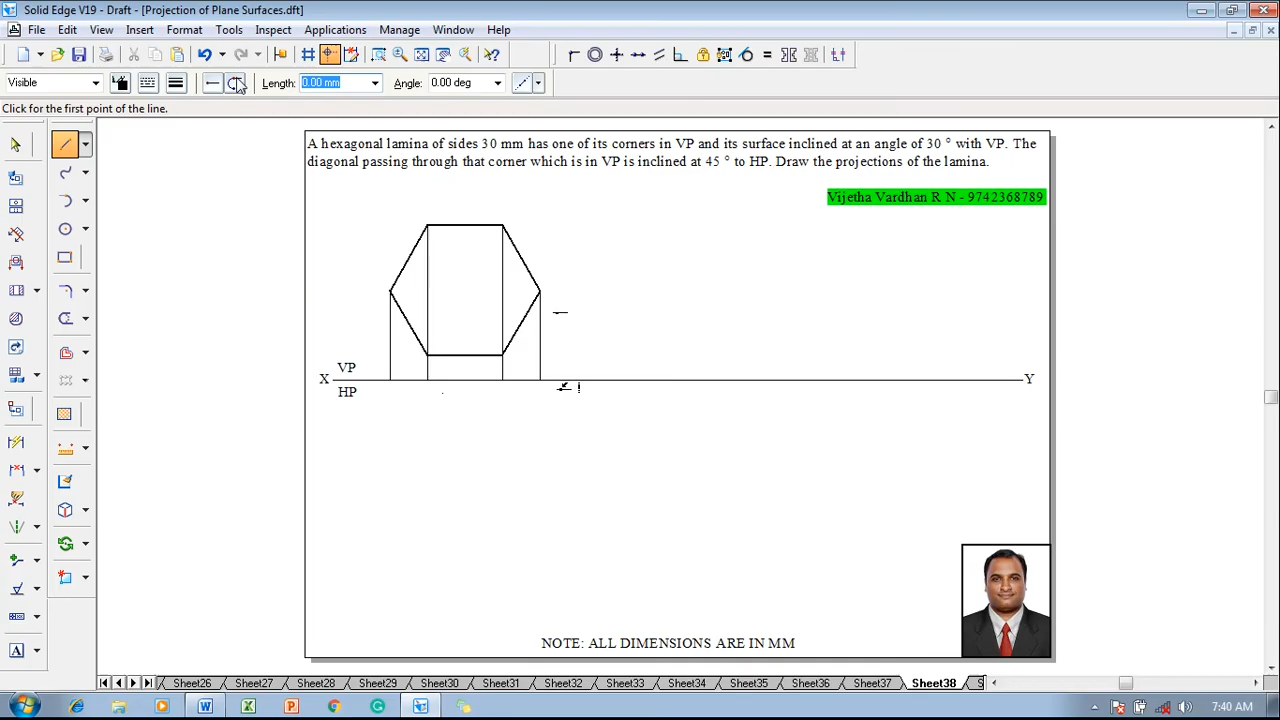 Solid Edge V19 - Draft - [Projection of Plane Surfaces.dft]
File Edit View Insert Format Tools Inspect Applications Manage Window Help
Visible Length: 0.00 mm Angle: 0.00 deg
Click for the first point of the line.
A hexagonal lamina of sides 30 mm has one of its corners in VP and its surface inclined at an angle of 30 ° with VP. The
diagonal passing through that corner which is in VP is inclined at 45 ° to HP. Draw the projections of the lamina.
Vijetha Vardhan R N - 9742368789
VP
X Y
HP
NOTE: ALL DIMENSIONS ARE IN MM
Sheet26 Sheet27 Sheet28 Sheet29 Sheet30 Sheet31 Sheet32 Sheet33 Sheet34 Sheet35 Sheet36 Sheet37 Sheet38 S
7:40 AM